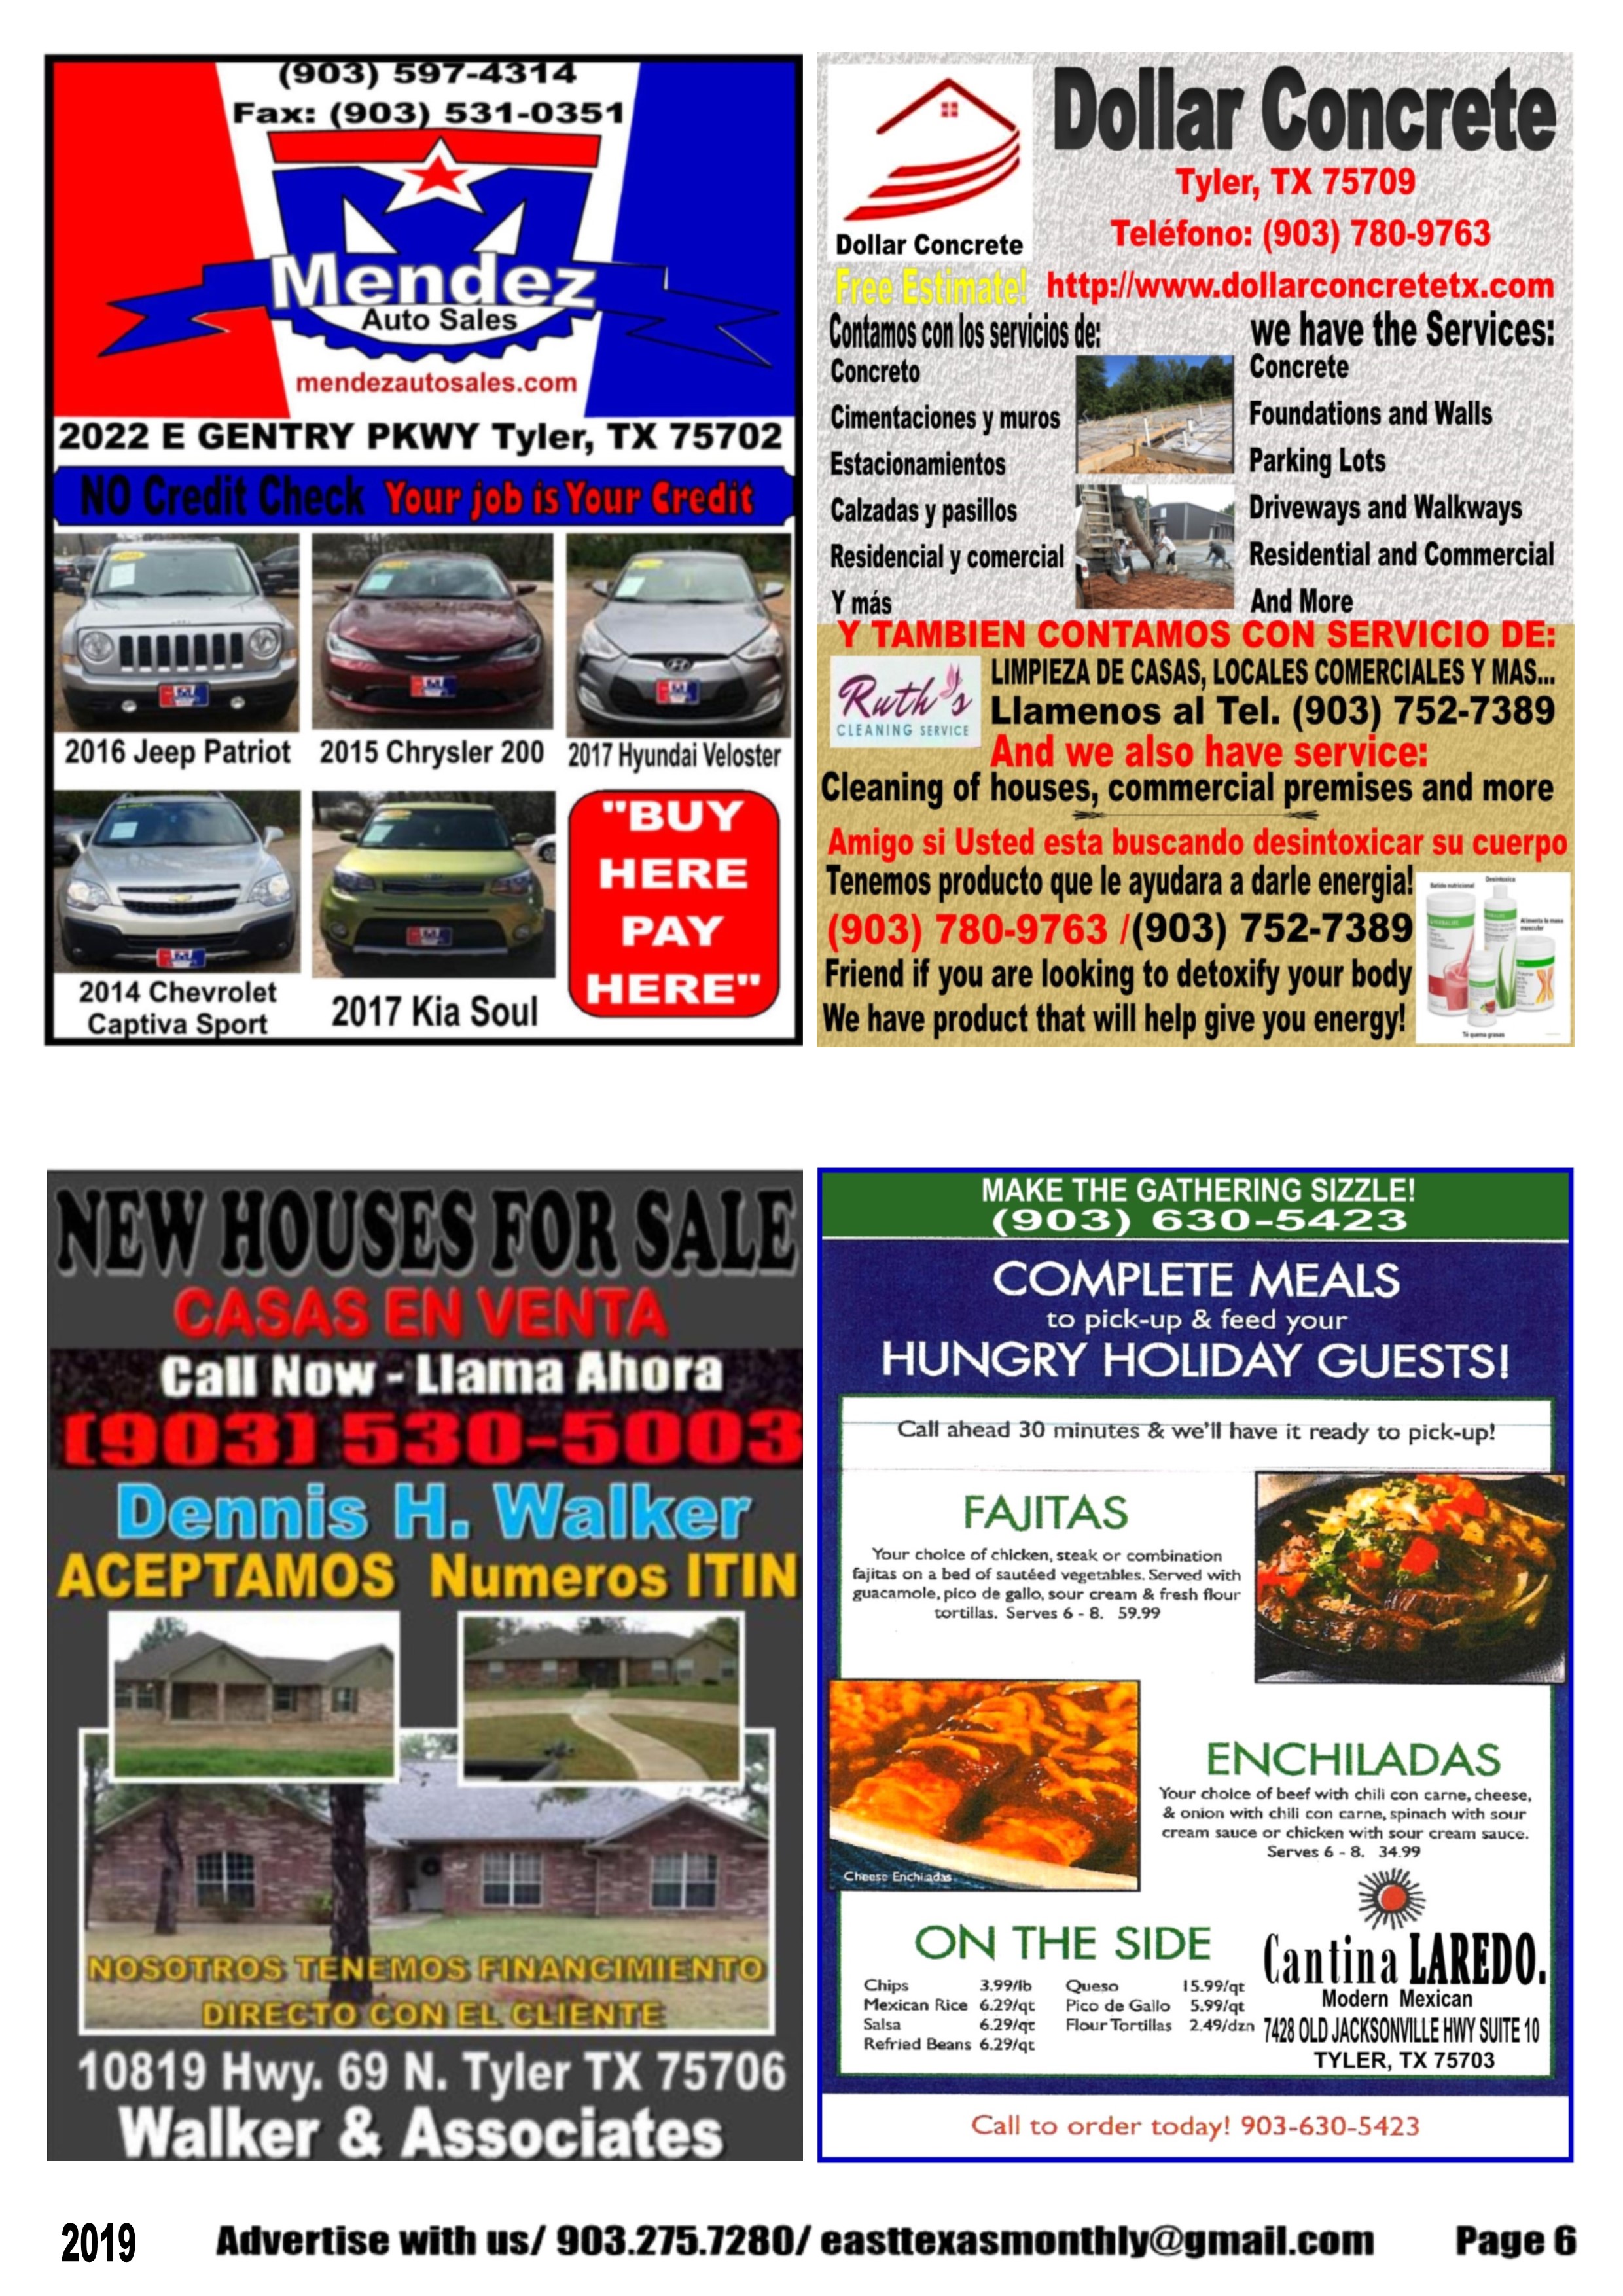 (903) 597-4314
Fax: (903) 531-0351
Mendez
Auto Sales
mendezautosales.com
2022 E GENTRY PKWY Tyler, TX 75702
NO Credit Check Your job is Your Credit
2016 Jeep Patriot
2015 Chrysler 200
2017 Hyundai Veloster
2014 Chevrolet
Captiva Sport
2017 Kia Soul
"BUY
HERE
PAY
HERE"
Dollar Concrete
Dollar Concrete
Tyler, TX 75709
Teléfono: (903) 780-9763
Free Estimate!
http://www.dollarconcretetx.com
Contamos con los servicios de:
Concreto
Cimentaciones y muros
Estacionamientos
Calzadas y pasillos
Residencial y comercial
Y más
we have the Services:
Concrete
Foundations and Walls
Parking Lots
Driveways and Walkways
Residential and Commercial
And More
Y TAMBIEN CONTAMOS CON SERVICIO DE:
Ruth's
CLEANING SERVICE
LIMPIEZA DE CASAS, LOCALES COMERCIALES Y MAS...
Llamenos al Tel. (903) 752-7389
And we also have service:
Cleaning of houses, commercial premises and more
Amigo si Usted esta buscando desintoxicar su cuerpo
Tenemos producto que le ayudara a darle energia!
(903) 780-9763 /(903) 752-7389
Friend if you are looking to detoxify your body
We have product that will help give you energy!
Batido nutricional
Desintoxica
Alimenta la masa
muscular
Té quema grasas
NEW HOUSES FOR SALE
CASAS EN VENTA
Call Now - Llama Ahora
(903) 530-5003
Dennis H. Walker
ACEPTAMOS Numeros ITIN
NOSOTROS TENEMOS FINANCIMIENTO
DIRECTO CON EL CLIENTE
10819 Hwy. 69 N. Tyler TX 75706
Walker & Associates
MAKE THE GATHERING SIZZLE!
(903) 630-5423
COMPLETE MEALS
to pick-up & feed your
HUNGRY HOLIDAY GUESTS!
Call ahead 30 minutes & we'll have it ready to pick-up!
FAJITAS
Your choice of chicken, steak or combination
fajitas on a bed of sautéed vegetables. Served with
guacamole, pico de gallo, sour cream & fresh flour
tortillas. Serves 6 - 8. 59.99
ENCHILADAS
Your choice of beef with chili con carne, cheese,
& onion with chili con carne, spinach with sour
cream sauce or chicken with sour cream sauce.
Serves 6 - 8. 34.99
Cheese Enchiladas
ON THE SIDE
Chips 3.99/lb
Mexican Rice 6.29/qt
Salsa 6.29/qt
Refried Beans 6.29/qt
Queso 15.99/qt
Pico de Gallo 5.99/qt
Flour Tortillas 2.49/dzn
Cantina LAREDO.
Modern Mexican
7428 OLD JACKSONVILLE HWY SUITE 10
TYLER, TX 75703
Call to order today! 903-630-5423
2019
Advertise with us/ 903.275.7280/ easttexasmonthly@gmail.com
Page 6